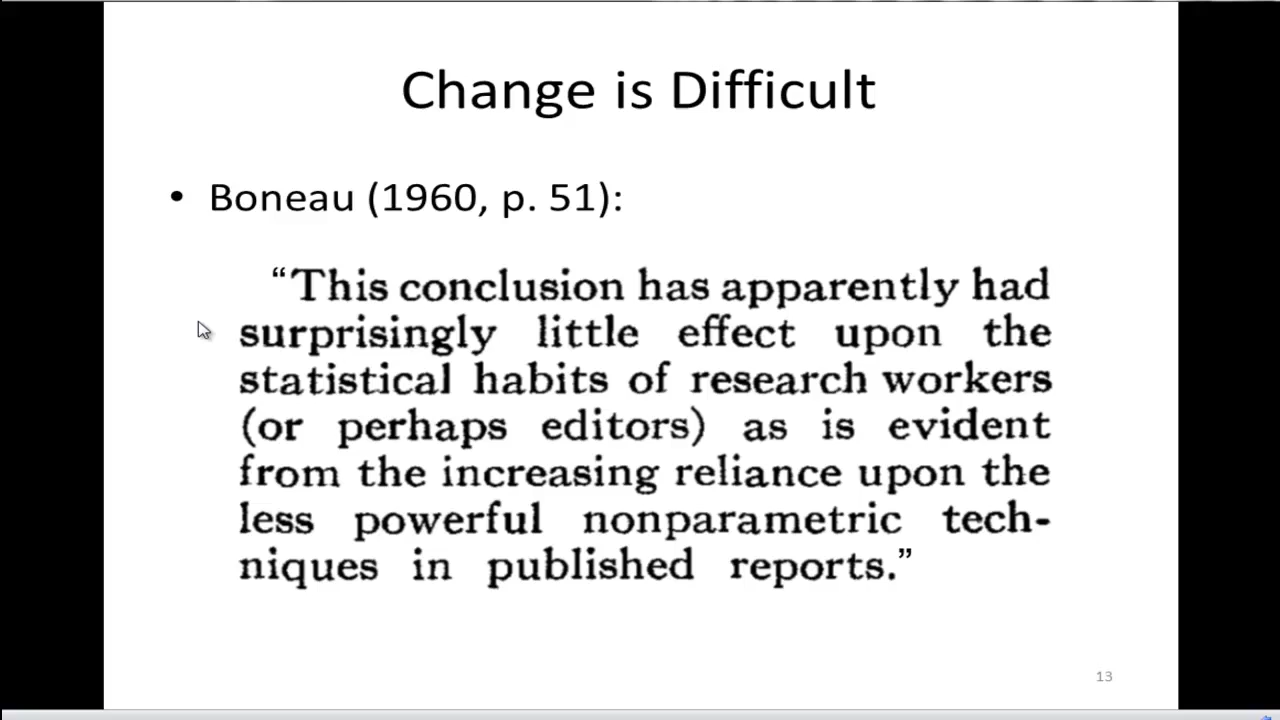 Change is Difficult
• Boneau (1960, p. 51):
“This conclusion has apparently had
surprisingly little effect upon the
statistical habits of research workers
(or perhaps editors) as is evident
from the increasing reliance upon the
less powerful nonparametric tech-
niques in published reports.”
13